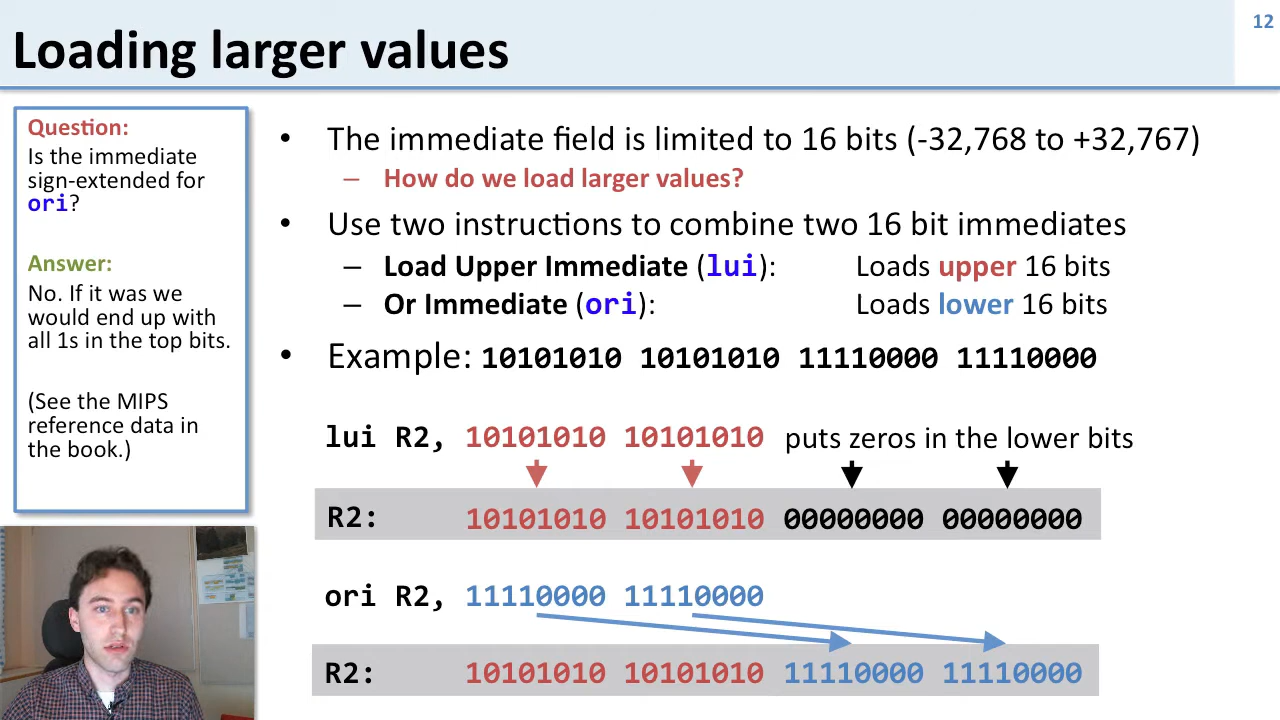 Loading larger values
12
Question:
Is the immediate
sign-extended for
ori?
Answer:
No. If it was we
would end up with
all 1s in the top bits.
(See the MIPS
reference data in
the book.)
• The immediate field is limited to 16 bits (-32,768 to +32,767)
– How do we load larger values?
• Use two instructions to combine two 16 bit immediates
– Load Upper Immediate (lui): Loads upper 16 bits
– Or Immediate (ori): Loads lower 16 bits
• Example: 10101010 10101010 11110000 11110000
lui R2, 10101010 10101010 puts zeros in the lower bits
R2: 10101010 10101010 00000000 00000000
ori R2, 11110000 11110000
R2: 10101010 10101010 11110000 11110000